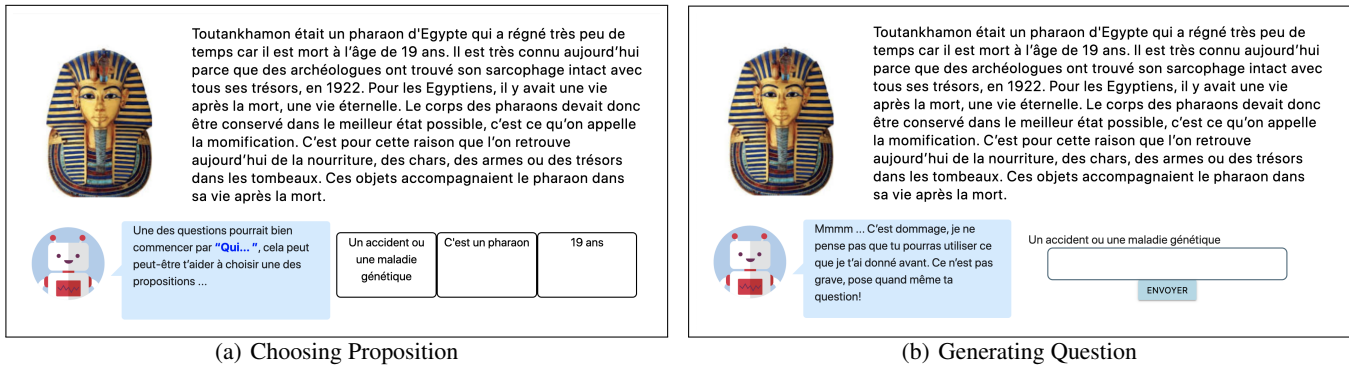 Toutankhamon était un pharaon d'Egypte qui a régné très peu de
temps car il est mort à l'âge de 19 ans. Il est très connu aujourd'hui
parce que des archéologues ont trouvé son sarcophage intact avec
tous ses trésors, en 1922. Pour les Egyptiens, il y avait une vie
après la mort, une vie éternelle. Le corps des pharaons devait donc
être conservé dans le meilleur état possible, c'est ce qu'on appelle
la momification. C'est pour cette raison que l'on retrouve
aujourd'hui de la nourriture, des chars, des armes ou des trésors
dans les tombeaux. Ces objets accompagnaient le pharaon dans
sa vie après la mort.
Une des questions pourrait bien
commencer par "Qui... ", cela peut
peut-être t'aider à choisir une des
propositions ...
Un accident ou
une maladie
génétique
C'est un pharaon
19 ans
(a) Choosing Proposition
Toutankhamon était un pharaon d'Egypte qui a régné très peu de
temps car il est mort à l'âge de 19 ans. Il est très connu aujourd'hui
parce que des archéologues ont trouvé son sarcophage intact avec
tous ses trésors, en 1922. Pour les Egyptiens, il y avait une vie
après la mort, une vie éternelle. Le corps des pharaons devait donc
être conservé dans le meilleur état possible, c'est ce qu'on appelle
la momification. C'est pour cette raison que l'on retrouve
aujourd'hui de la nourriture, des chars, des armes ou des trésors
dans les tombeaux. Ces objets accompagnaient le pharaon dans
sa vie après la mort.
Mmmm ... C'est dommage, je ne
pense pas que tu pourras utiliser ce
que je t'ai donné avant. Ce n'est pas
grave, pose quand même ta
question!
Un accident ou une maladie génétique
ENVOYER
(b) Generating Question